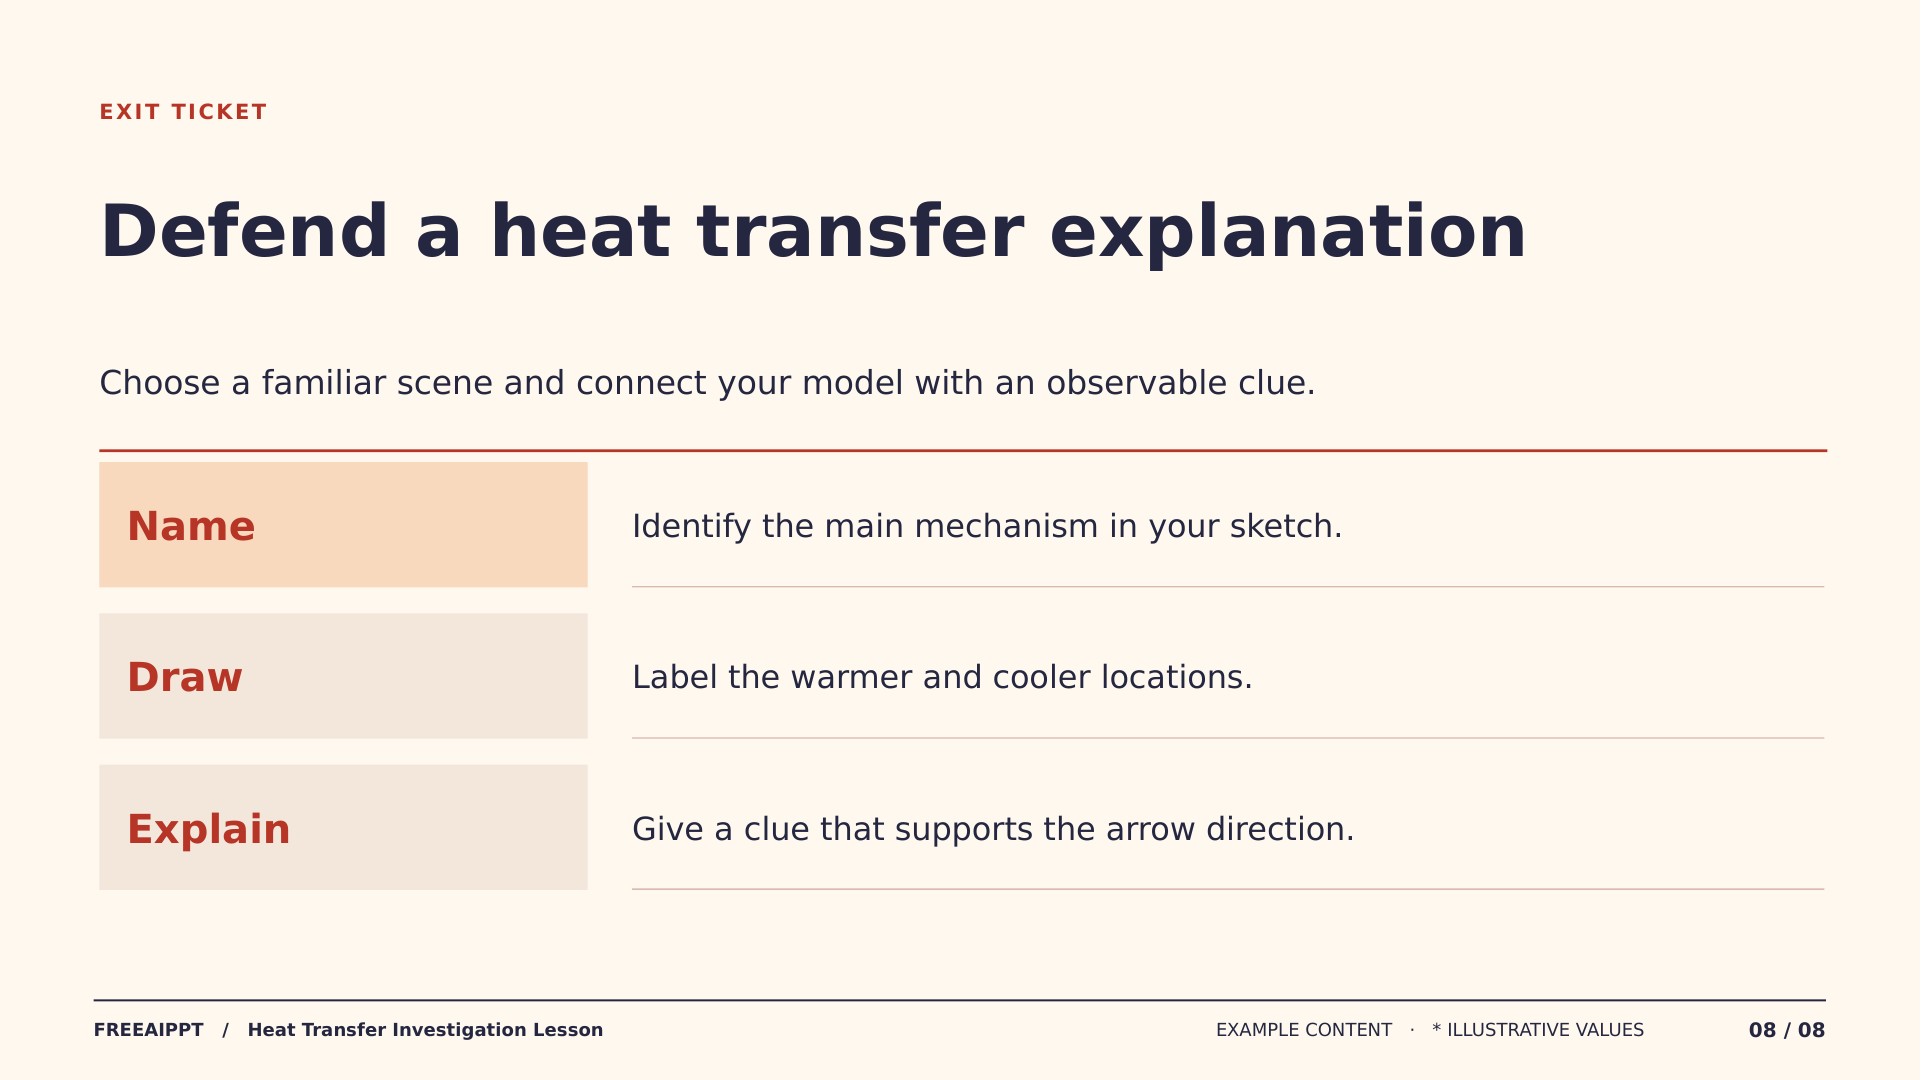 EXIT TICKET
Defend a heat transfer explanation
Choose a familiar scene and connect your model with an observable clue.
Name
Identify the main mechanism in your sketch.
Draw
Label the warmer and cooler locations.
Explain
Give a clue that supports the arrow direction.
FREEAIPPT / Heat Transfer Investigation Lesson
EXAMPLE CONTENT · * ILLUSTRATIVE VALUES
08 / 08